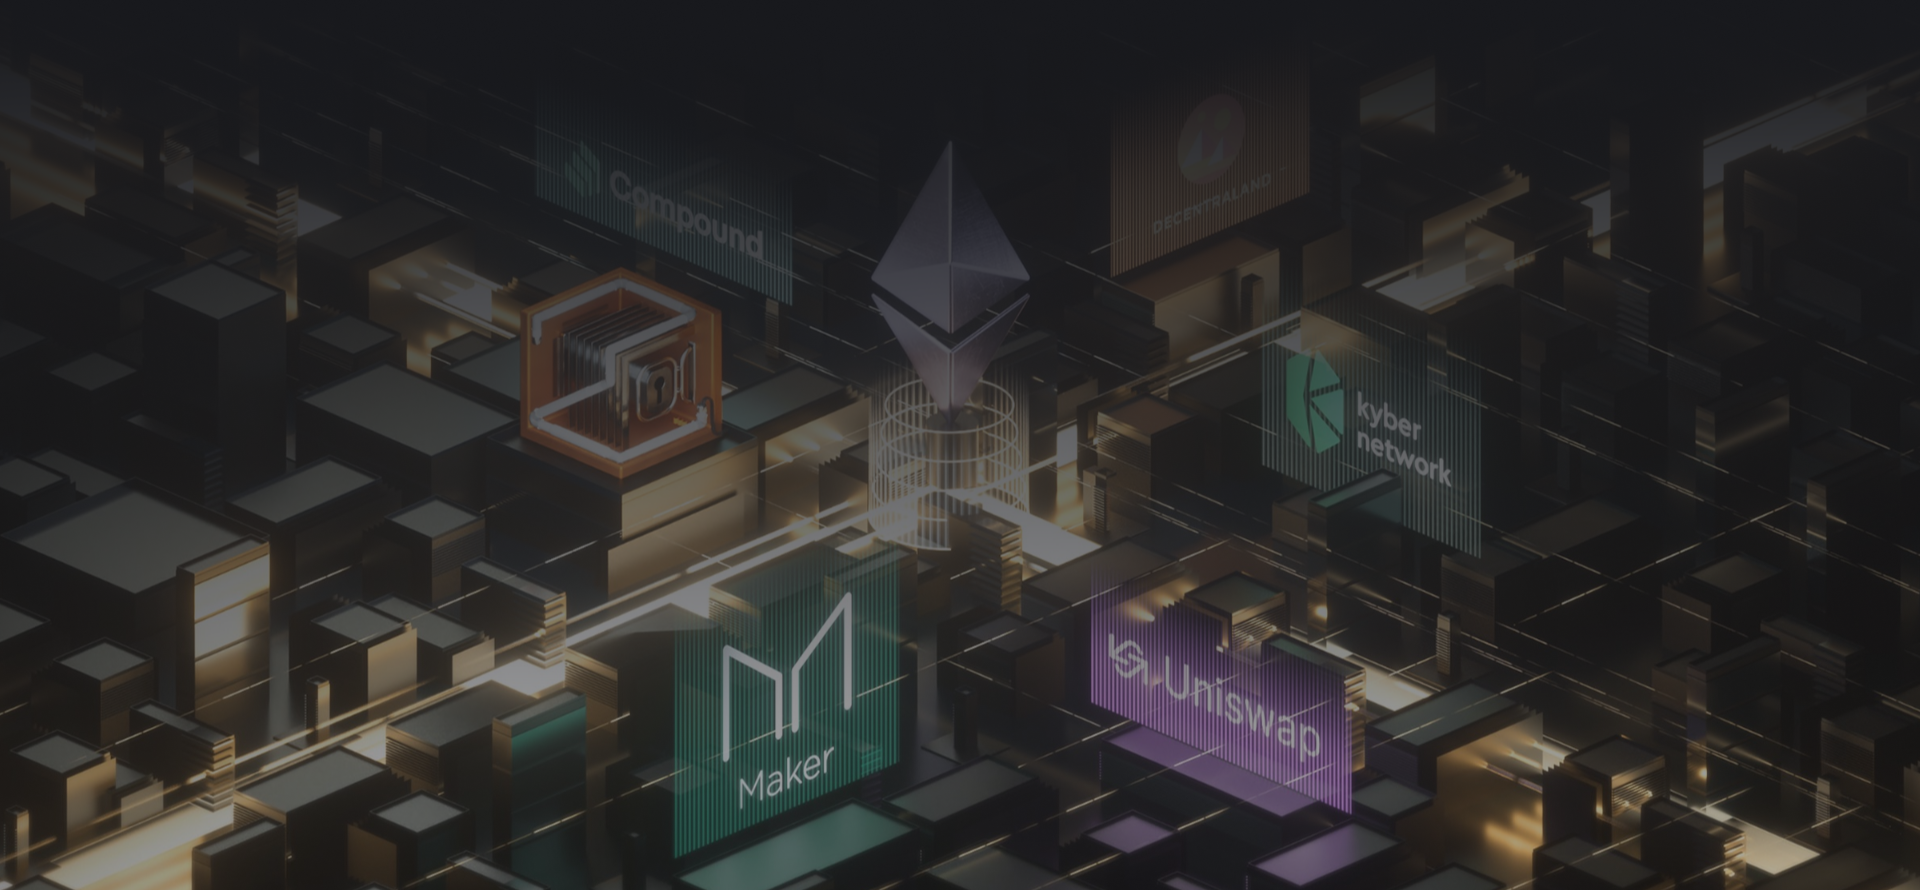 Compound
DECENTRALAND
kyber
network
Maker
Uniswap